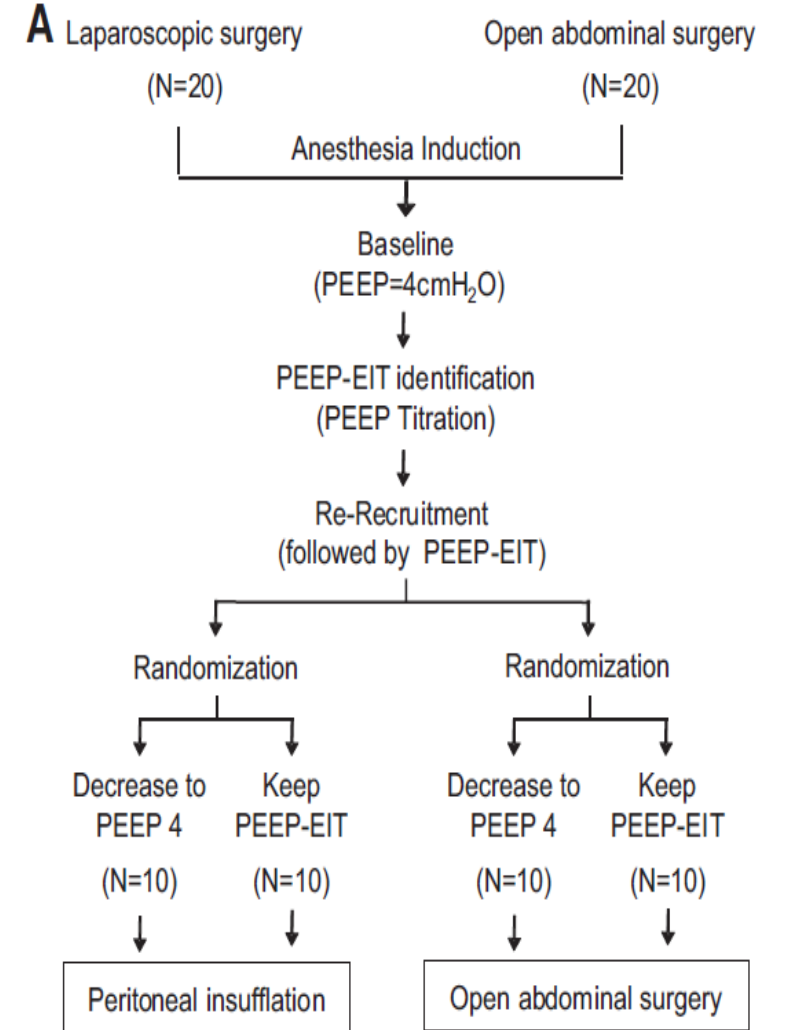 A
Laparoscopic surgery
(N=20)
Open abdominal surgery
(N=20)
Anesthesia Induction
Baseline
(PEEP=4cmH₂O)
PEEP-EIT identification
(PEEP Titration)
Re-Recruitment
(followed by PEEP-EIT)
Randomization
Randomization
Decrease to
PEEP 4
(N=10)
Keep
PEEP-EIT
(N=10)
Decrease to
PEEP 4
(N=10)
Keep
PEEP-EIT
(N=10)
Peritoneal insufflation
Open abdominal surgery